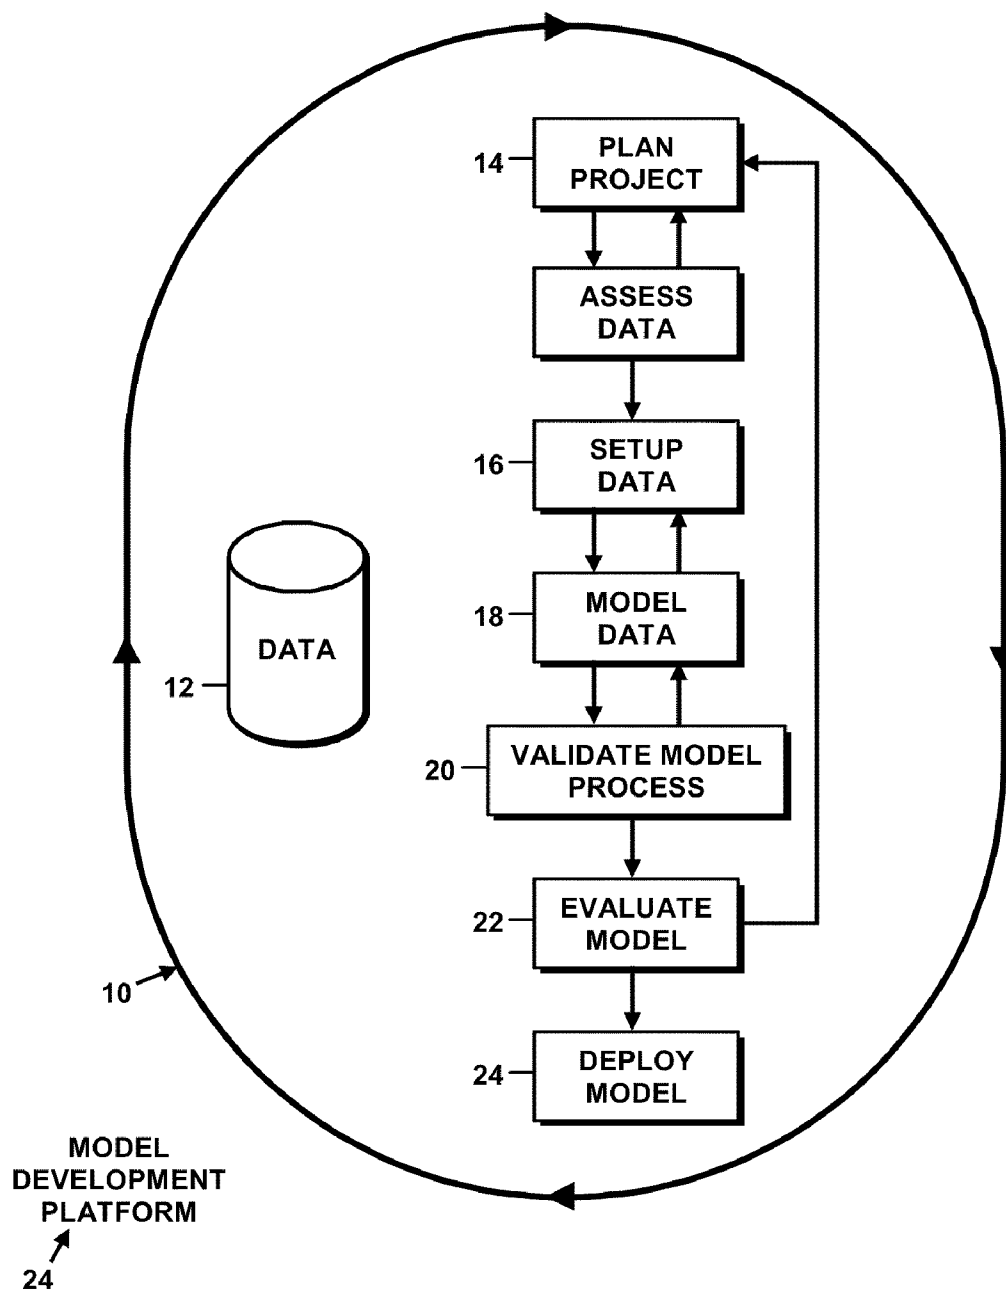 14
PLAN
PROJECT
ASSESS
DATA
16
SETUP
DATA
18
MODEL
DATA
DATA
12
20
VALIDATE MODEL
PROCESS
22
EVALUATE
MODEL
10
24
DEPLOY
MODEL
MODEL
DEVELOPMENT
PLATFORM
24